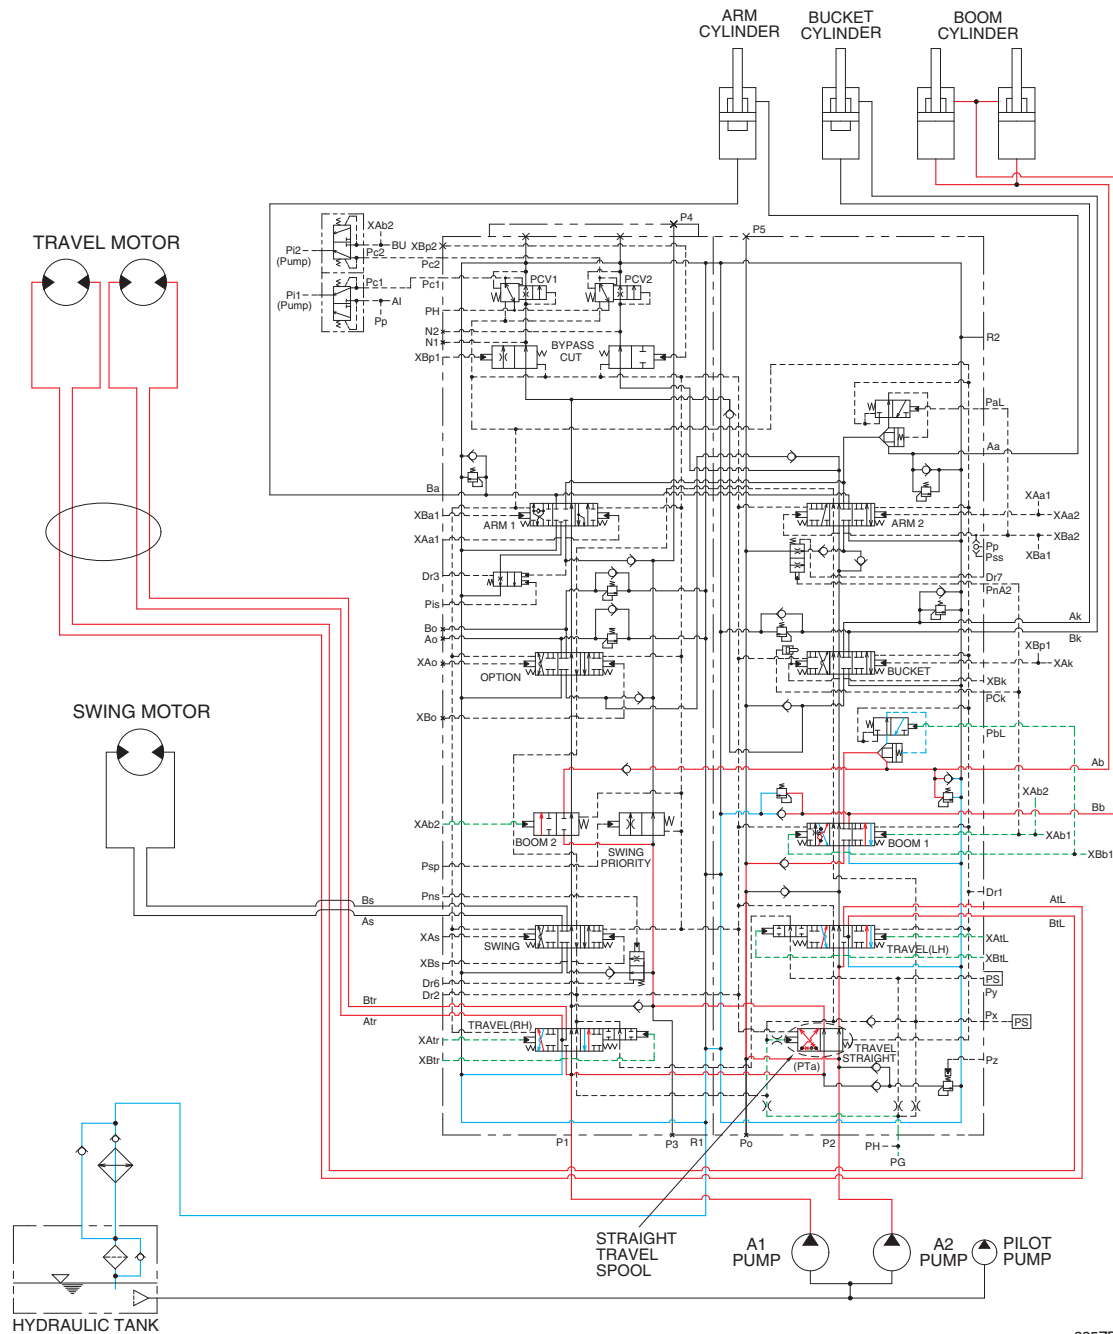 ARM
CYLINDER
BUCKET
CYLINDER
BOOM
CYLINDER
TRAVEL MOTOR
XAb2
BU
Pi2
(Pump)
Pc2
Pc1
Pi1
(Pump)
AI
Pp
XBp2
P4
P5
Pc2
Pc1
PCV1
PCV2
PH
N2
N1
XBp1
BYPASS
CUT
R2
PaL
Aa
Ba
XBa1
ARM 1
XAa1
ARM 2
XAa1
XAa2
XBa2
Pp
Pss
XBa1
Dr3
Pis
Dr7
PnA2
Bo
Ao
Ak
Bk
XAo
OPTION
XBo
BUCKET
XBp1
XAk
XBk
PCk
PbL
SWING MOTOR
Ab
XAb2
Bb
XAb2
BOOM 2
SWING
PRIORITY
BOOM 1
XAb1
XBb1
Psp
Pns
Dr1
Bs
As
AtL
BtL
XAs
SWING
XBs
TRAVEL(LH)
XAtL
XBtL
Dr6
Dr2
PS
Py
Btr
Atr
Px
PS
TRAVEL(RH)
XAtr
XBtr
TRAVEL
STRAIGHT
(PTa)
Pz
P1
P3
R1
Po
P2
PH
PG
STRAIGHT
TRAVEL
SPOOL
A1
PUMP
A2
PUMP
PILOT
PUMP
HYDRAULIC TANK